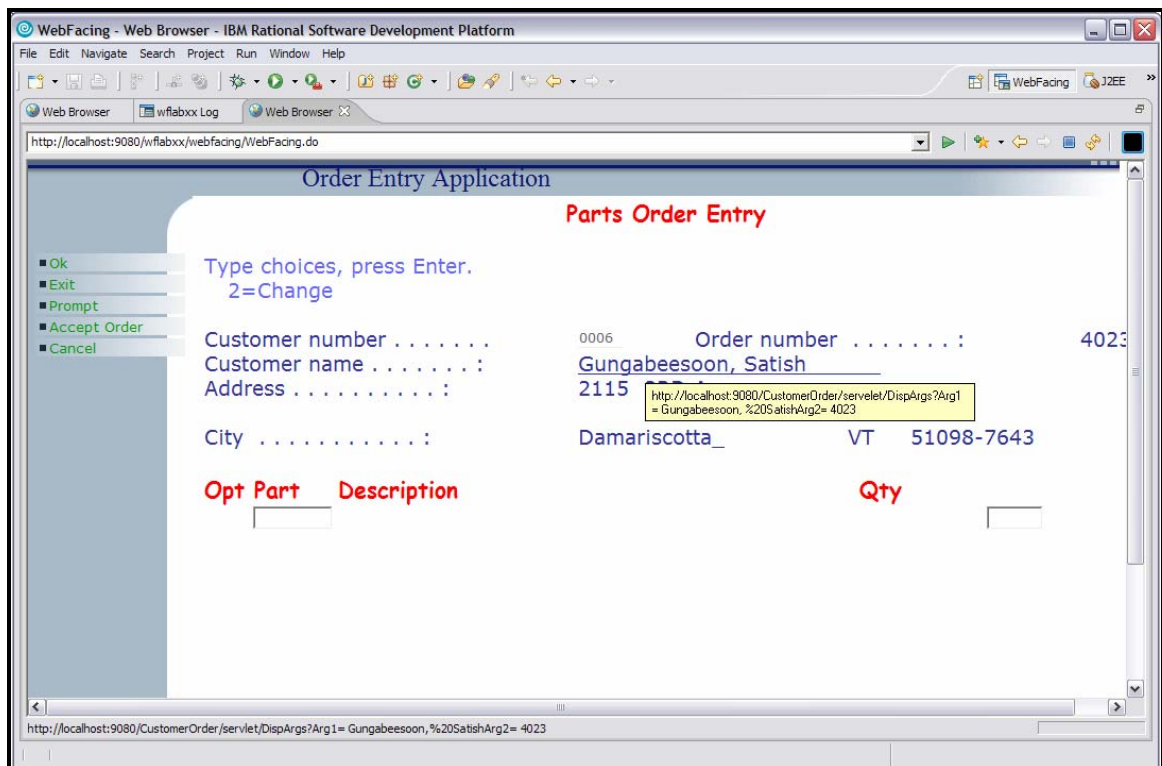 WebFacing - Web Browser - IBM Rational Software Development Platform
File Edit Navigate Search Project Run Window Help
WebFacing J2EE »
Web Browser wflabxx Log Web Browser
http://localhost:9080/wflabxx/webfacing/WebFacing.do
Order Entry Application
Parts Order Entry
Ok
Exit
Prompt
Accept Order
Cancel
Type choices, press Enter.
2=Change
Customer number . . . . . . . 0006 Order number . . . . . . . : 4023
Customer name . . . . . . . : Gungabeesoon, Satish
Address . . . . . . . . . . : 2115
http://localhost:9080/CustomerOrder/servelet/DispArgs?Arg1
= Gungabeesoon, %20SatishArg2= 4023
City . . . . . . . . . . . : Damariscotta_ VT 51098-7643
Opt Part Description Qty
http://localhost:9080/CustomerOrder/servlet/DispArgs?Arg1= Gungabeesoon,%20SatishArg2= 4023